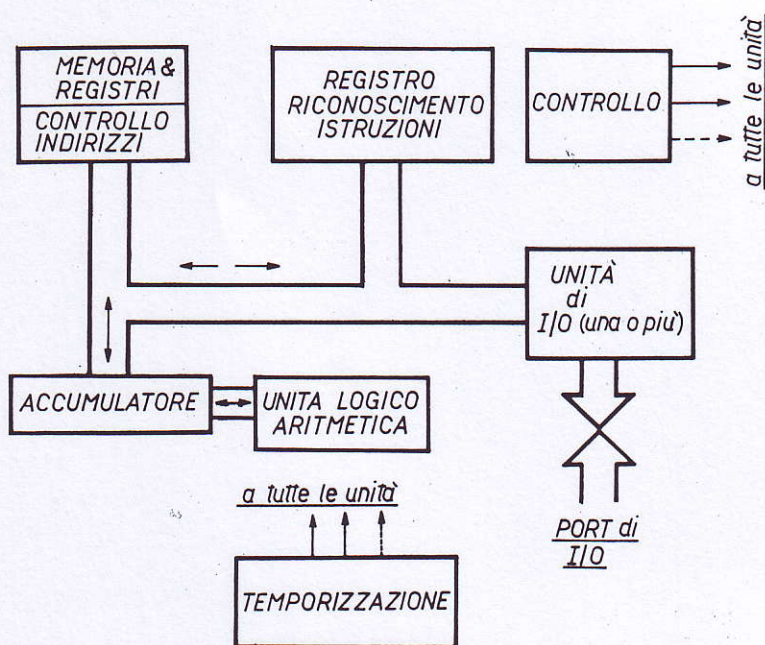 MEMORIA &
REGISTRI
CONTROLLO
INDIRIZZI
REGISTRO
RICONOSCIMENTO
ISTRUZIONI
CONTROLLO
a tutte le unità
UNITÀ
di
I/O (una o più)
ACCUMULATORE
UNITA LOGICO
ARITMETICA
a tutte le unità
PORT di
I/O
TEMPORIZZAZIONE